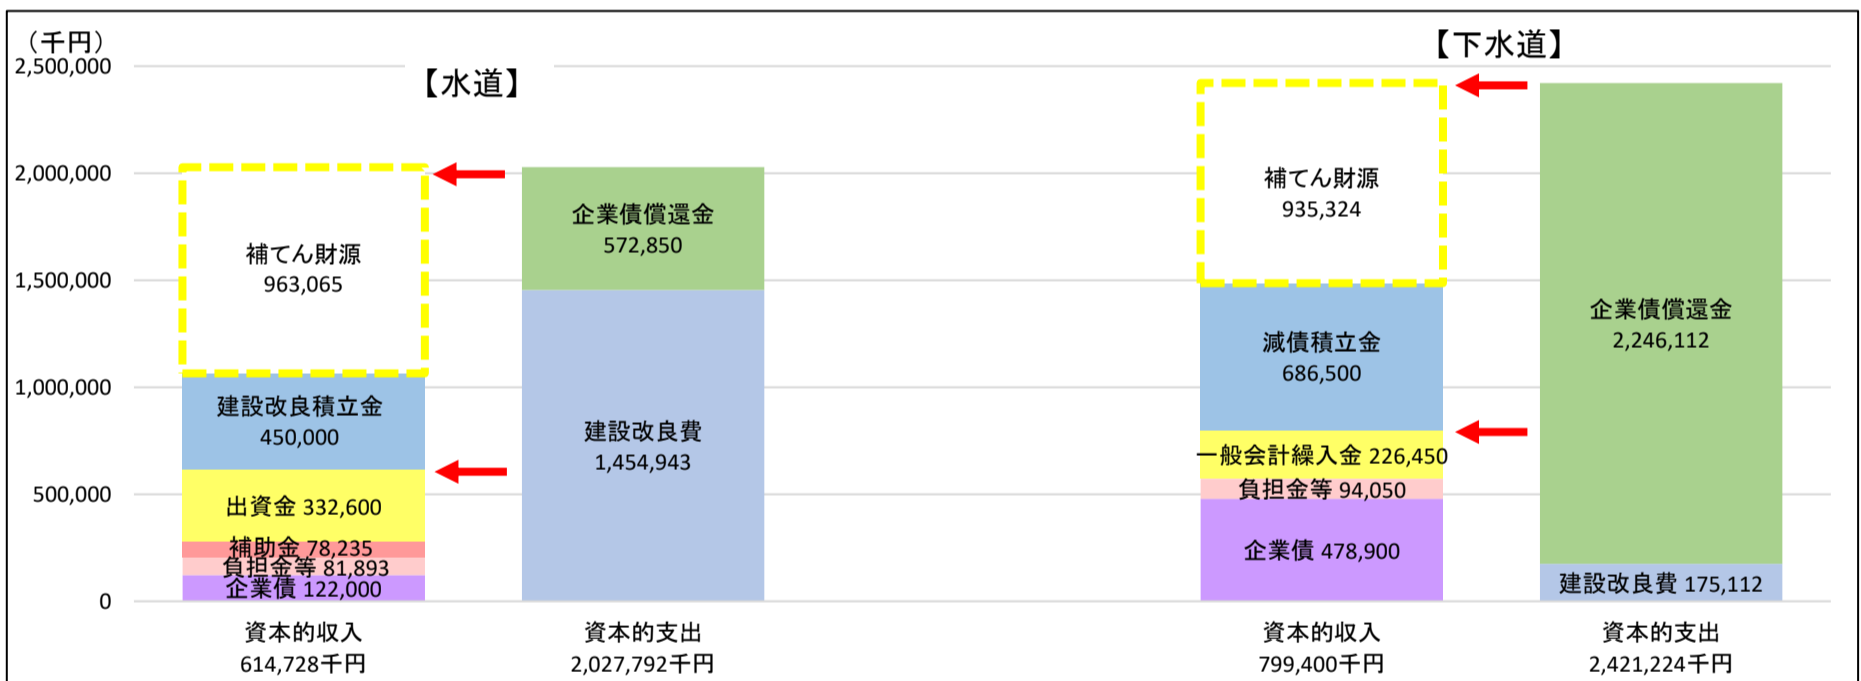 （千円）
2,500,000
2,000,000
1,500,000
1,000,000
500,000
0
【水道】
補てん財源
963,065
建設改良積立金
450,000
出資金 332,600
補助金 78,235
負担金等 81,893
企業債 122,000
資本的収入
614,728千円
企業債償還金
572,850
建設改良費
1,454,943
資本的支出
2,027,792千円
【下水道】
補てん財源
935,324
減債積立金
686,500
一般会計繰入金 226,450
負担金等 94,050
企業債 478,900
資本的収入
799,400千円
企業債償還金
2,246,112
建設改良費 175,112
資本的支出
2,421,224千円